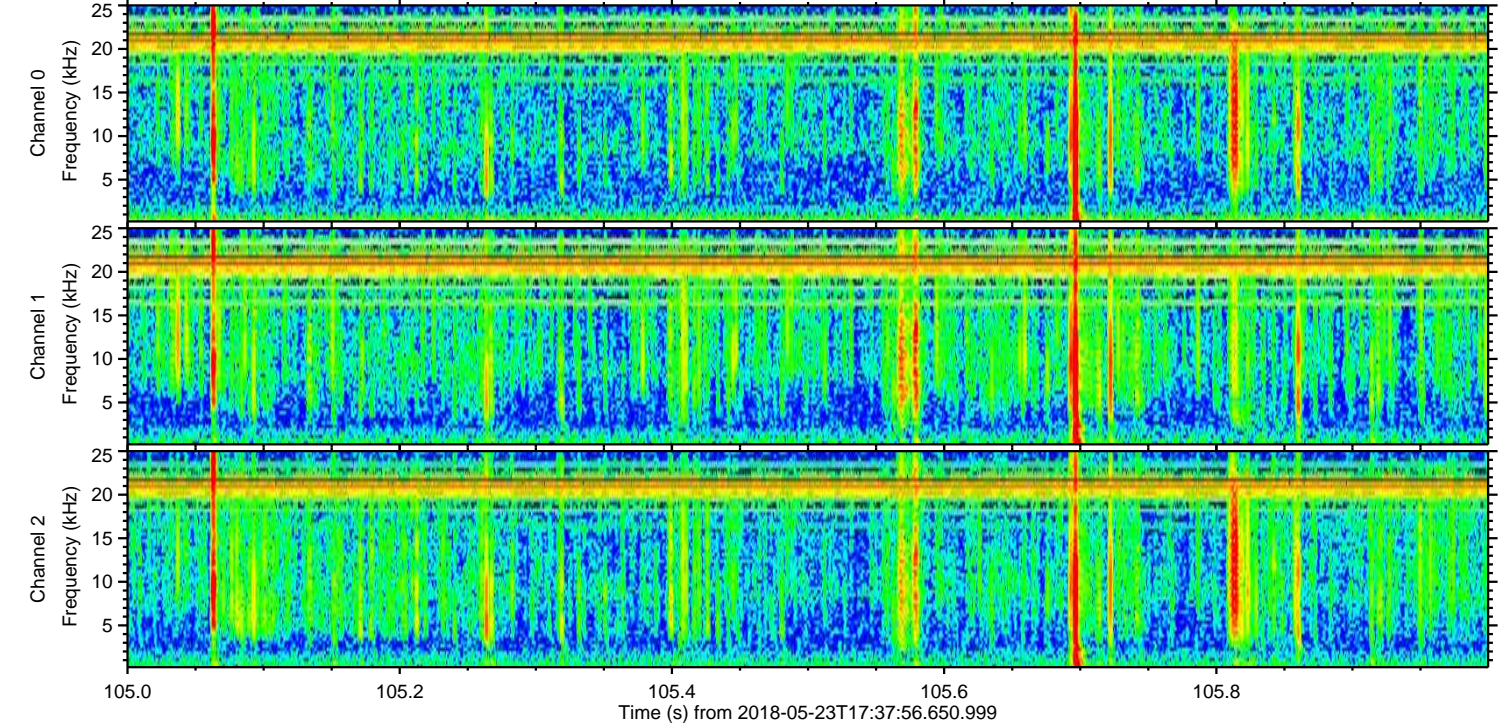 Channel 0
Frequency (kHz)
25
20
15
10
5
Channel 1
Frequency (kHz)
25
20
15
10
5
Channel 2
Frequency (kHz)
25
20
15
10
5
105.0 105.2 105.4 105.6 105.8
Time (s) from 2018-05-23T17:37:56.650.999